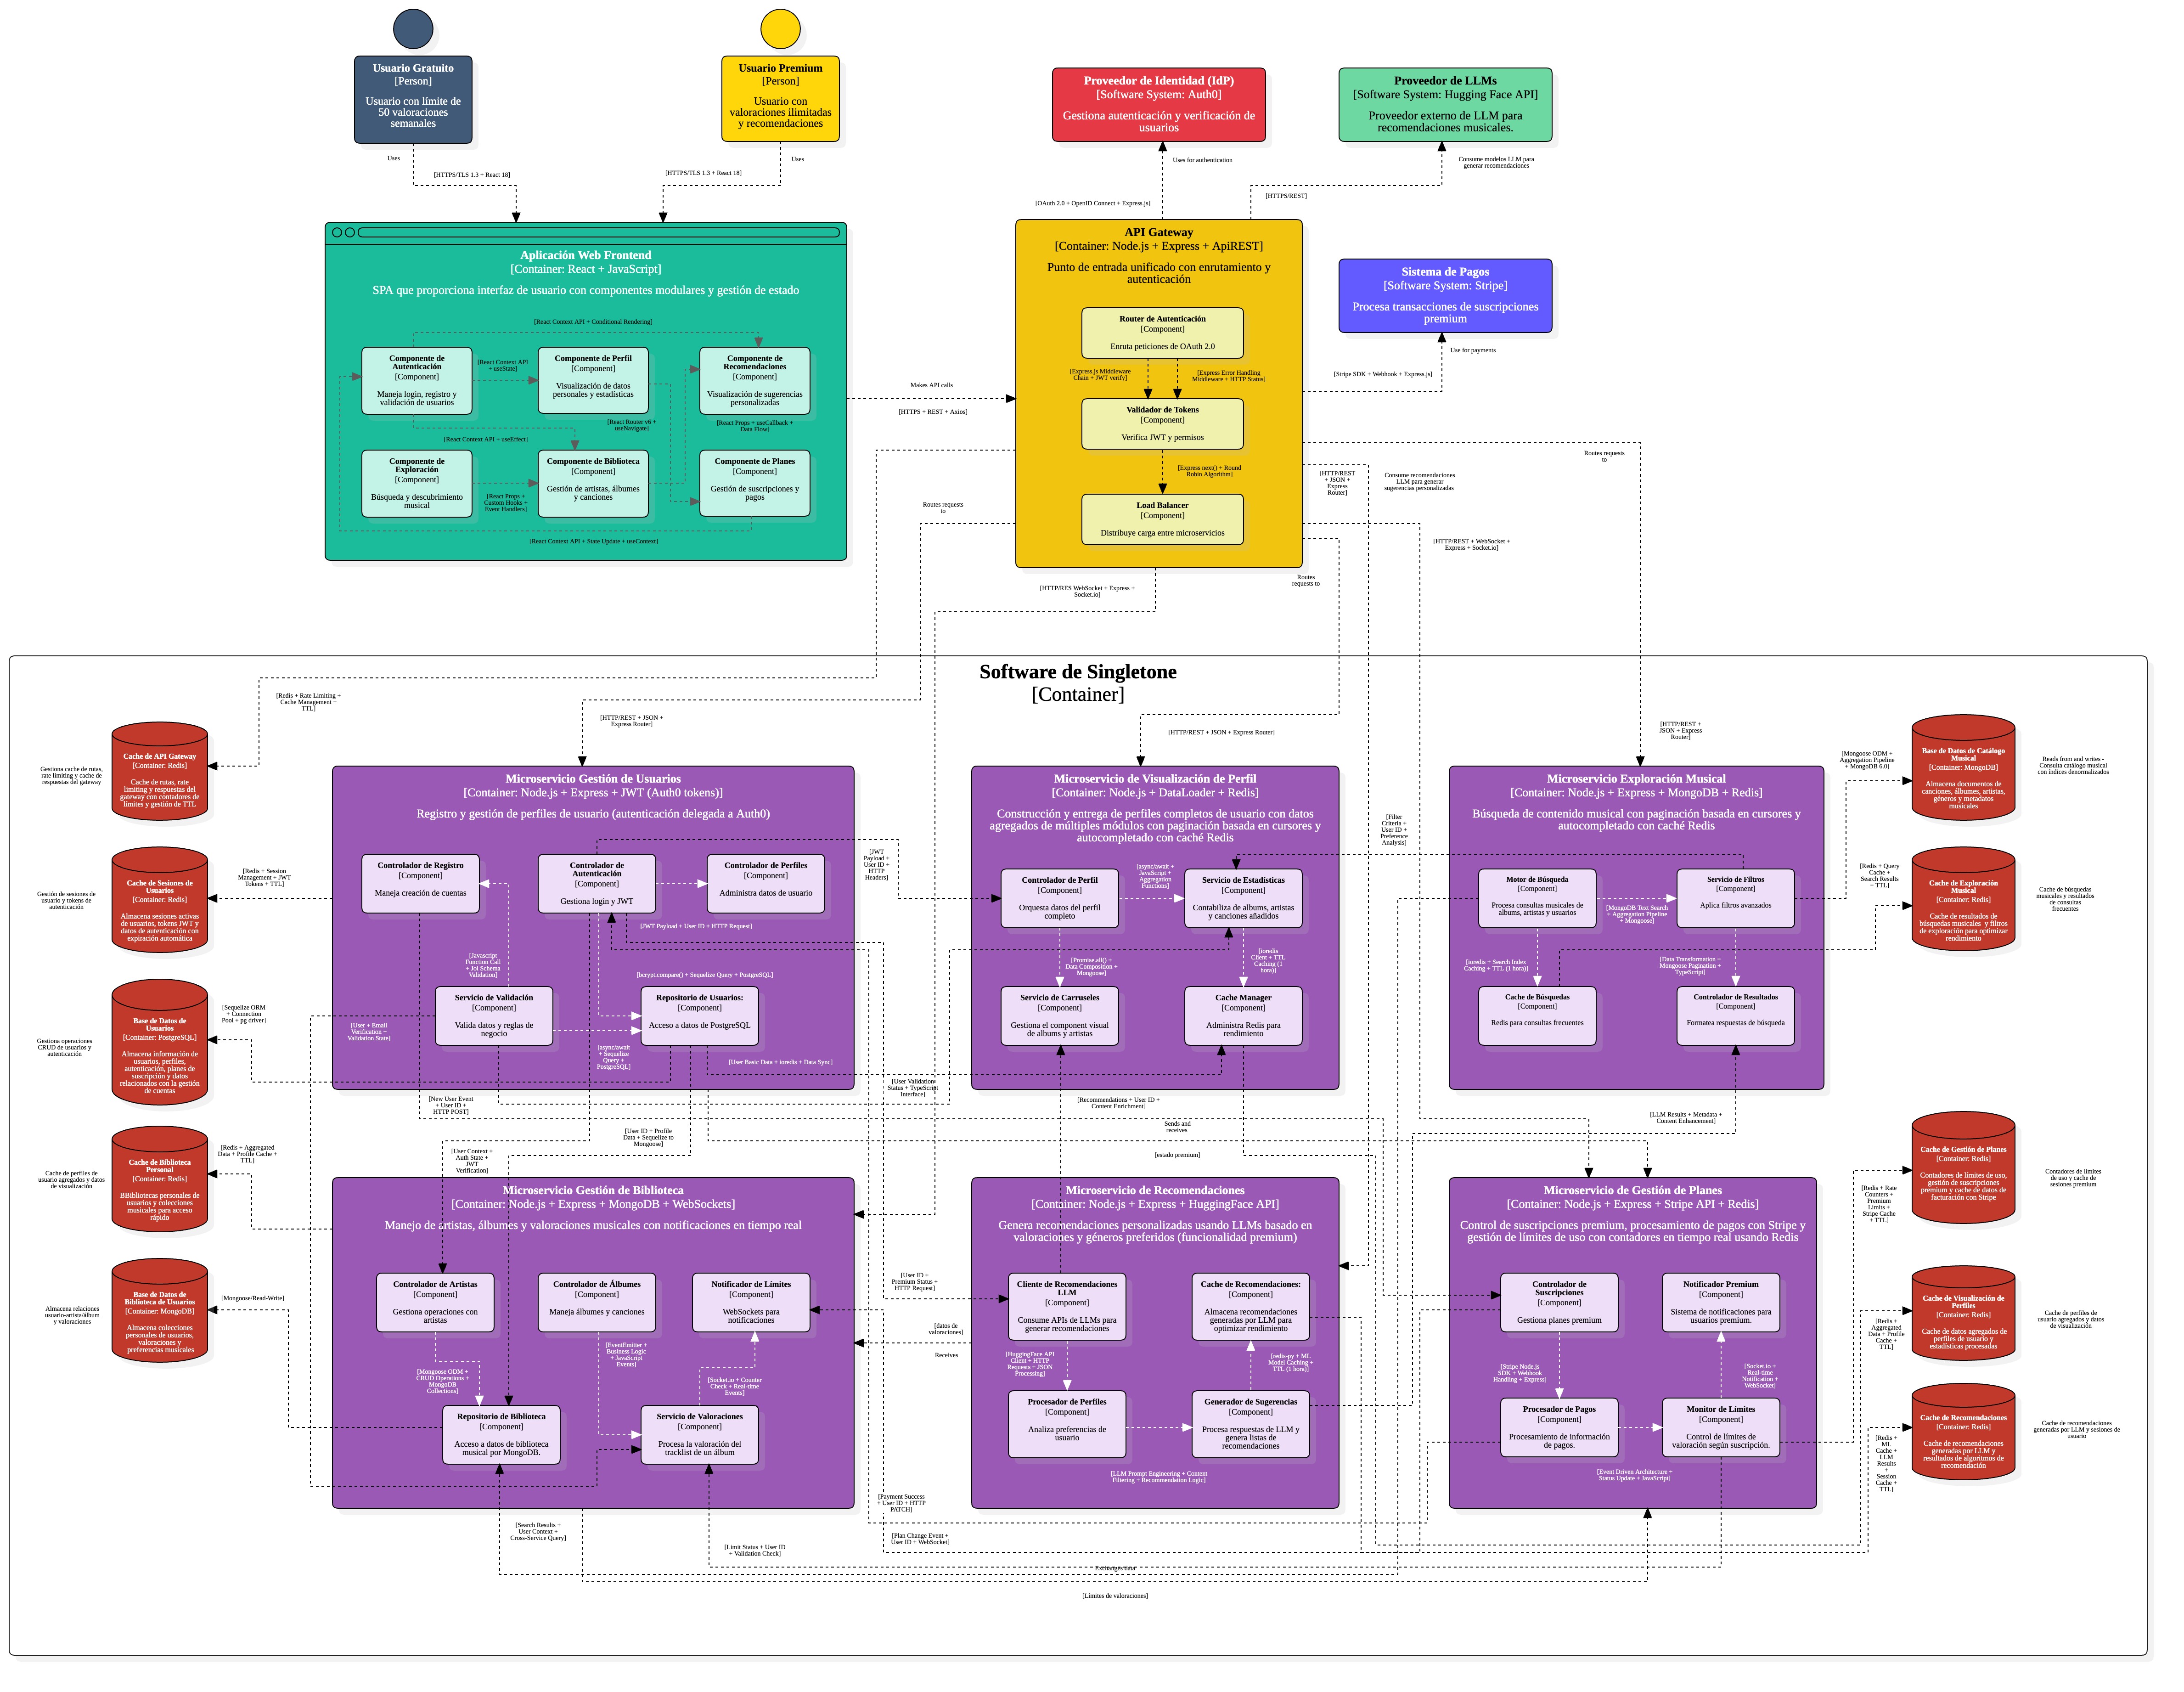 Usuario Gratuito
[Person]
Usuario con límite de
50 valoraciones
semanales
Usuario Premium
[Person]
Usuario con
valoraciones ilimitadas
y recomendaciones
Proveedor de Identidad (IdP)
[Software System: Auth0]
Gestiona autenticación y verificación de
usuarios
Proveedor de LLMs
[Software System: Hugging Face API]
Proveedor externo de LLM para
recomendaciones musicales.
Uses
[HTTPS/TLS 1.3 + React 18]
Uses
[HTTPS/TLS 1.3 + React 18]
Uses for authentication
[OAuth 2.0 + OpenID Connect + Express.js]
Consume modelos LLM para
generar recomendaciones
[HTTPS/REST]
Aplicación Web Frontend
[Container: React + JavaScript]
SPA que proporciona interfaz de usuario con componentes modulares y gestión de estado
[React Context API + Conditional Rendering]
Componente de
Autenticación
[Component]
Maneja login, registro y
validación de usuarios
[React Context API
+ useState]
Componente de Perfil
[Component]
Visualización de datos
personales y estadísticas
Componente de
Recomendaciones
[Component]
Visualización de sugerencias
personalizadas
[React Context API + useEffect]
[React Router v6 +
useNavigate]
[React Props + useCallback +
Data Flow]
Componente de
Exploración
[Component]
Búsqueda y descubrimiento
musical
[React Props +
Custom Hooks +
Event Handlers]
Componente de Biblioteca
[Component]
Gestión de artistas, álbumes
y canciones
Componente de Planes
[Component]
Gestión de suscripciones y
pagos
[React Context API + State Update + useContext]
Makes API calls
[HTTPS + REST + Axios]
API Gateway
[Container: Node.js + Express + ApiREST]
Punto de entrada unificado con enrutamiento y
autenticación
Router de Autenticación
[Component]
Enruta peticiones de OAuth 2.0
[Express.js Middleware
Chain + JWT verify]
[Express Error Handling
Middleware + HTTP Status]
Validador de Tokens
[Component]
Verifica JWT y permisos
[Express next() + Round
Robin Algorithm]
Load Balancer
[Component]
Distribuye carga entre microservicios
Sistema de Pagos
[Software System: Stripe]
Procesa transacciones de suscripciones
premium
Use for payments
[Stripe SDK + Webhook + Express.js]
Routes requests
to
[HTTP/REST
+ JSON +
Express
Router]
Consume recomendaciones
LLM para generar
sugerencias personalizadas
Routes requests
to
[HTTP/REST + WebSocket +
Express + Socket.io]
[HTTP/RES WebSocket + Express +
Socket.io]
Routes
requests to
Software de Singletone
[Container]
[Redis + Rate Limiting +
Cache Management +
TTL]
[HTTP/REST + JSON +
Express Router]
[HTTP/REST + JSON + Express Router]
[HTTP/REST +
JSON + Express
Router]
Gestiona cache de rutas,
rate limiting y cache de
respuestas del gateway
Cache de API Gateway
[Container: Redis]
Cache de rutas, rate
limiting y respuestas del
gateway con contadores de
límites y gestión de TTL
Gestión de sesiones de
usuario y tokens de
autenticación
Cache de Sesiones de
Usuarios
[Container: Redis]
Almacena sesiones activas
de usuarios, tokens JWT y
datos de autenticación con
expiración automática
[Redis + Session
Management + JWT
Tokens + TTL]
Gestiona operaciones
CRUD de usuarios y
autenticación
Base de Datos de
Usuarios
[Container: PostgreSQL]
Almacena información de
usuarios, perfiles,
autenticación, planes de
suscripción y datos
relacionados con la gestión
de cuentas
[Sequelize ORM
+ Connection
Pool + pg driver]
Cache de perfiles de
usuario agregados y datos
de visualización
Cache de Biblioteca
Personal
[Container: Redis]
BBibliotecas personales de
usuarios y colecciones
musicales para acceso
rápido
[Redis + Aggregated
Data + Profile Cache +
TTL]
Almacena relaciones
usuario-artista/álbum
y valoraciones
Base de Datos de
Biblioteca de Usuarios
[Container: MongoDB]
Almacena colecciones
personales de usuarios,
valoraciones y
preferencias musicales
[Mongoose/Read-Write]
Microservicio Gestión de Usuarios
[Container: Node.js + Express + JWT (Auth0 tokens)]
Registro y gestión de perfiles de usuario (autenticación delegada a Auth0)
Controlador de Registro
[Component]
Maneja creación de cuentas
Controlador de
Autenticación
[Component]
Gestiona login y JWT
Controlador de Perfiles
[Component]
Administra datos de usuario
[JWT Payload + User ID + HTTP Request]
[Javascript
Function Call
+ Joi Schema
Validation]
[bcrypt.compare() + Sequelize Query + PostgreSQL]
Servicio de Validación
[Component]
Valida datos y reglas de
negocio
Repositorio de Usuarios:
[Component]
Acceso a datos de PostgreSQL
[User + Email
Verification +
Validation State]
[async/await
+ Sequelize
Query +
PostgreSQL]
[User Basic Data + ioredis + Data Sync]
[JWT
Payload +
User ID +
HTTP
Headers]
[User Validation
Status + TypeScript
Interface]
Microservicio de Visualización de Perfil
[Container: Node.js + DataLoader + Redis]
Construcción y entrega de perfiles completos de usuario con datos
agregados de múltiples módulos con paginación basada en cursores y
autocompletado con caché Redis
[async/await +
JavaScript +
Aggregation
Functions]
Controlador de Perfil
[Component]
Orquesta datos del perfil
completo
Servicio de Estadísticas
[Component]
Contabiliza de albums, artistas
y canciones añadidos
[Promise.all() +
Data Composition +
Mongoose]
[ioredis
Client + TTL
Caching (1
hora)]
Servicio de Carruseles
[Component]
Gestiona el component visual
de albums y artistas
Cache Manager
[Component]
Administra Redis para
rendimiento
[Filter
Criteria +
User ID +
Preference
Analysis]
Microservicio Exploración Musical
[Container: Node.js + Express + MongoDB + Redis]
Búsqueda de contenido musical con paginación basada en cursores y
autocompletado con caché Redis
Motor de Búsqueda
[Component]
Procesa consultas musicales de
albums, artistas y usuarios
Servicio de Filtros
[Component]
Aplica filtros avanzados
[MongoDB Text Search
+ Aggregation Pipeline
+ Mongoose]
[ioredis + Search Index
Caching + TTL (1 hora)]
[Data Transformation +
Mongoose Pagination +
TypeScript]
Cache de Búsquedas
[Component]
Redis para consultas frecuentes
Controlador de Resultados
[Component]
Formatea respuestas de búsqueda
[Mongoose ODM +
Aggregation Pipeline
+ MongoDB 6.0]
Base de Datos de Catálogo
Musical
[Container: MongoDB]
Almacena documentos de
canciones, álbumes, artistas,
géneros y metadatos
musicales
Reads from and writes -
Consulta catálogo musical
con índices denormalizados
[Redis + Query
Cache +
Search Results
+ TTL]
Cache de Exploración
Musical
[Container: Redis]
Cache de resultados de
búsquedas musicales y filtros
de exploración para optimizar
rendimiento
Cache de búsquedas
musicales y resultados
de consultas
frecuentes
[New User Event
+ User ID +
HTTP POST]
[User Context +
Auth State +
JWT
Verification]
[User ID + Profile
Data + Sequelize to
Mongoose]
[Recommendations + User ID +
Content Enrichment]
Sends and
receives
[estado premium]
[LLM Results + Metadata +
Content Enhancement]
Microservicio Gestión de Biblioteca
[Container: Node.js + Express + MongoDB + WebSockets]
Manejo de artistas, álbumes y valoraciones musicales con notificaciones en tiempo real
Controlador de Artistas
[Component]
Gestiona operaciones con
artistas
Controlador de Álbumes
[Component]
Maneja álbumes y canciones
Notificador de Límites
[Component]
WebSockets para
notificaciones
[Mongoose ODM +
CRUD Operations +
MongoDB
Collections]
[EventEmitter +
Business Logic
+ JavaScript
Events]
[Socket.io + Counter
Check + Real-time
Events]
Repositorio de Biblioteca
[Component]
Acceso a datos de biblioteca
musical por MongoDB.
Servicio de Valoraciones
[Component]
Procesa la valoración del
tracklist de un álbum
[User ID +
Premium Status +
HTTP Request]
[datos de
valoraciones]
Receives
Microservicio de Recomendaciones
[Container: Node.js + Express + HuggingFace API]
Genera recomendaciones personalizadas usando LLMs basado en
valoraciones y géneros preferidos (funcionalidad premium)
Cliente de Recomendaciones
LLM
[Component]
Consume APIs de LLMs para
generar recomendaciones
Cache de Recomendaciones:
[Component]
Almacena recomendaciones
generadas por LLM para
optimizar rendimiento
[HuggingFace API
Client + HTTP
Requests + JSON
Processing]
[redis-py + ML
Model Caching +
TTL (1 hora)]
Procesador de Perfiles
[Component]
Analiza preferencias de
usuario
Generador de Sugerencias
[Component]
Procesa respuestas de LLM y
genera listas de
recomendaciones
[LLM Prompt Engineering + Content
Filtering + Recommendation Logic]
Microservicio de Gestión de Planes
[Container: Node.js + Express + Stripe API + Redis]
Control de suscripciones premium, procesamiento de pagos con Stripe y
gestión de límites de uso con contadores en tiempo real usando Redis
Controlador de
Suscripciones
[Component]
Gestiona planes premium
Notificador Premium
[Component]
Sistema de notificaciones para
usuarios premium.
[Stripe Node.js
SDK + Webhook
Handling + Express]
[Socket.io +
Real-time
Notification +
WebSocket]
Procesador de Pagos
[Component]
Procesamiento de información
de pagos.
Monitor de Límites
[Component]
Control de límites de
valoración según suscripción.
[Event Driven Architecture +
Status Update + JavaScript]
[Redis + Rate
Counters +
Premium
Limits +
Stripe Cache
+ TTL]
Cache de Gestión de Planes
[Container: Redis]
Contadores de límites de uso,
gestión de suscripciones
premium y cache de datos de
facturación con Stripe
Contadores de límites
de uso y cache de
sesiones premium
[Redis +
Aggregated
Data + Profile
Cache +
TTL]
Cache de Visualización de
Perfiles
[Container: Redis]
Cache de datos agregados de
perfiles de usuario y
estadísticas procesadas
Cache de perfiles de
usuario agregados y datos
de visualización
[Redis +
ML
Cache +
LLM
Results
+
Session
Cache +
TTL]
Cache de Recomendaciones
[Container: Redis]
Cache de recomendaciones
generadas por LLM y
resultados de algoritmos de
recomendación
Cache de recomendaciones
generadas por LLM y sesiones de
usuario
[Payment Success
+ User ID + HTTP
PATCH]
[Search Results +
User Context +
Cross-Service Query]
[Limit Status + User ID
+ Validation Check]
[Plan Change Event +
User ID + WebSocket]
Exchanges data
[Límites de valoraciones]